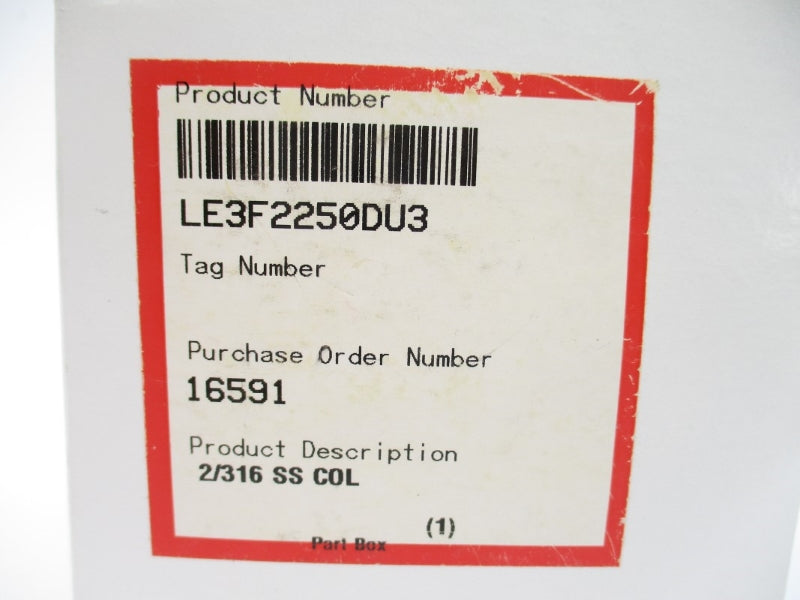 Product Number
LE3F2250DU3
Tag Number
Purchase Order Number
16591
Product Description
2/316 SS COL
(1)
Part Box